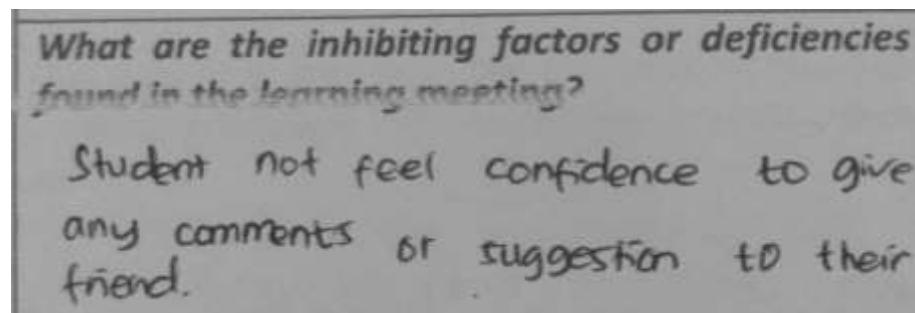 What are the inhibiting factors or deficiencies
found in the learning meeting?
Student not feel confidence to give
any comments or suggestion to their
friend.